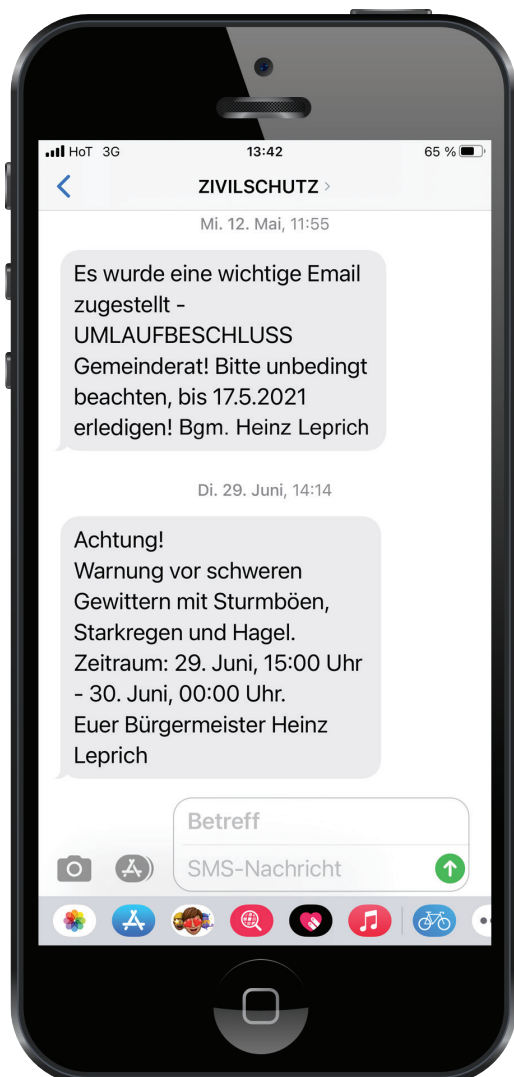 HoT 3G 13:42 65 %
ZIVILSCHUTZ
Mi. 12. Mai, 11:55
Es wurde eine wichtige Email
zugestellt -
UMLAUFBESCHLUSS
Gemeinderat! Bitte unbedingt
beachten, bis 17.5.2021
erledigen! Bgm. Heinz Leprich
Di. 29. Juni, 14:14
Achtung!
Warnung vor schweren
Gewittern mit Sturmböen,
Starkregen und Hagel.
Zeitraum: 29. Juni, 15:00 Uhr
- 30. Juni, 00:00 Uhr.
Euer Bürgermeister Heinz
Leprich
Betreff
SMS-Nachricht